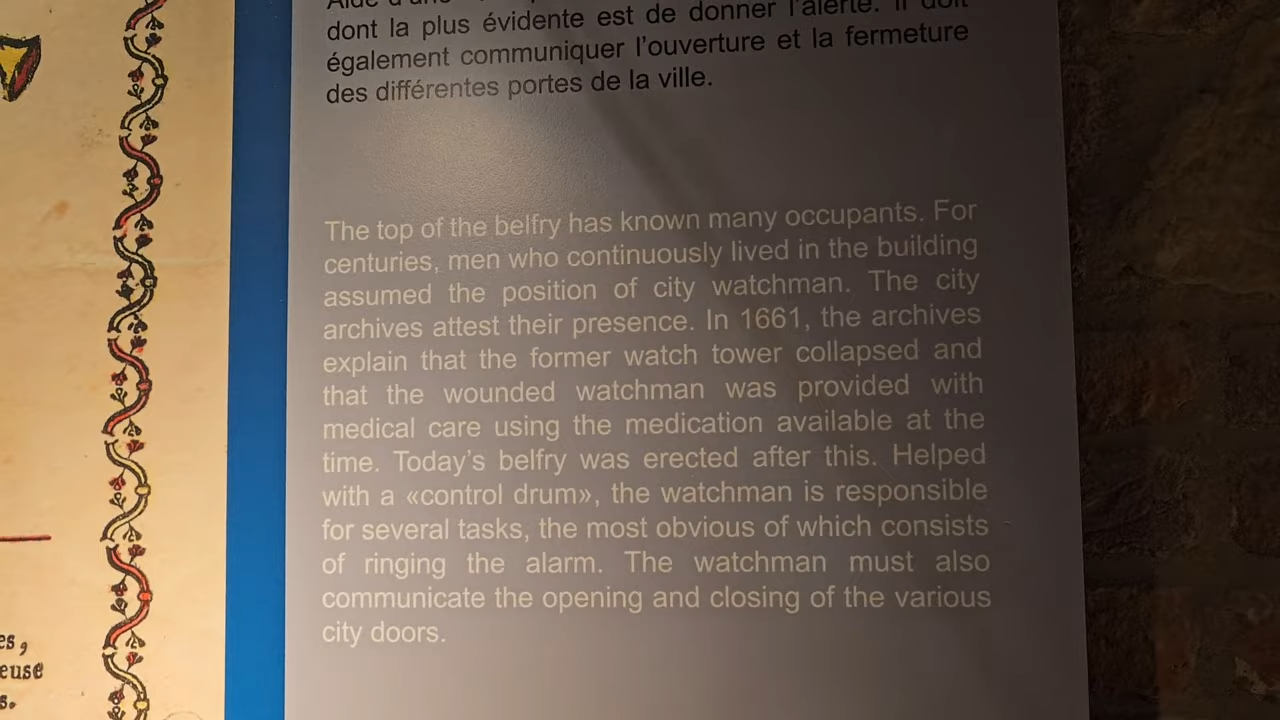 dont la plus évidente est de donner l'alerte. Il doit
également communiquer l'ouverture et la fermeture
des différentes portes de la ville.
The top of the belfry has known many occupants. For
centuries, men who continuously lived in the building
assumed the position of city watchman. The city
archives attest their presence. In 1661, the archives
explain that the former watch tower collapsed and
that the wounded watchman was provided with
medical care using the medication available at the
time. Today's belfry was erected after this. Helped
with a «control drum», the watchman is responsible
for several tasks, the most obvious of which consists
of ringing the alarm. The watchman must also
communicate the opening and closing of the various
city doors.
es,
euse
s.